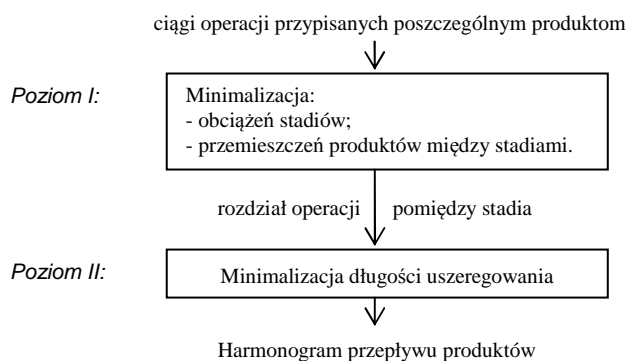 ciągi operacji przypisanych poszczególnym produktom
Poziom I:
Minimalizacja:
- obciążeń stadiów;
- przemieszczeń produktów między stadiami.
rozdział operacji pomiędzy stadia
Poziom II:
Minimalizacja długości uszeregowania
Harmonogram przepływu produktów